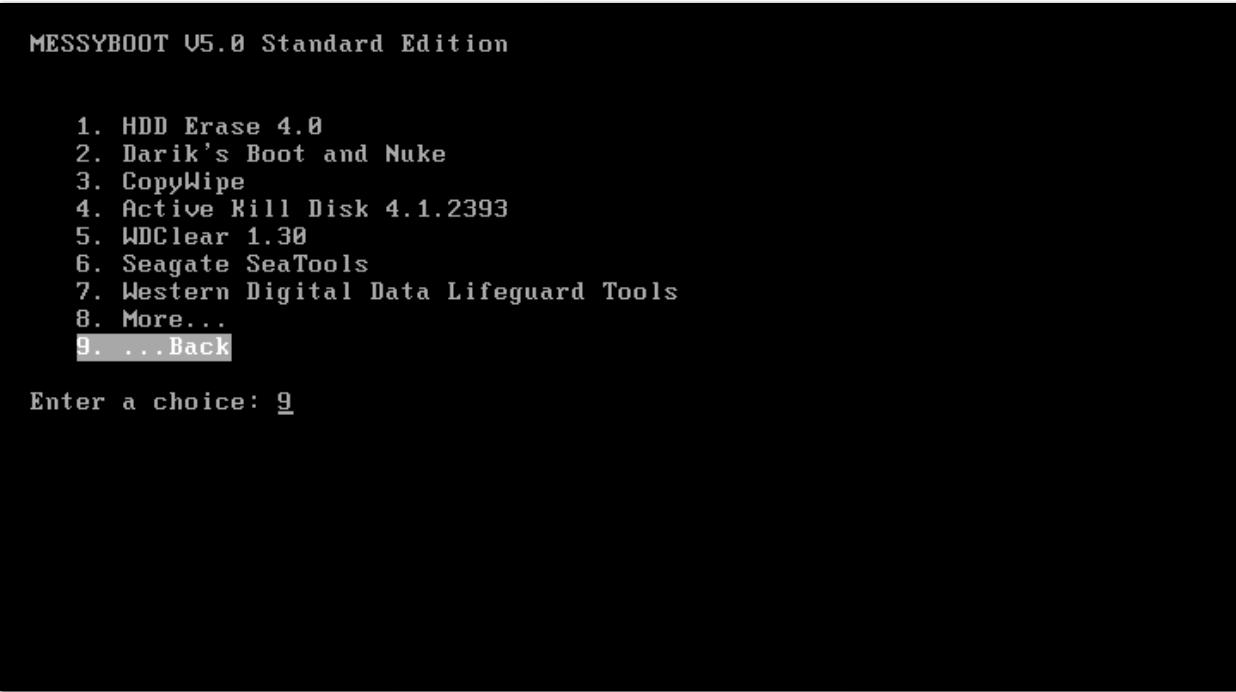 MESSYBOOT V5.0 Standard Edition
1. HDD Erase 4.0
2. Darik's Boot and Nuke
3. CopyWipe
4. Active Kill Disk 4.1.2393
5. WDClear 1.30
6. Seagate SeaTools
7. Western Digital Data Lifeguard Tools
8. More...
9. ...Back
Enter a choice: 9